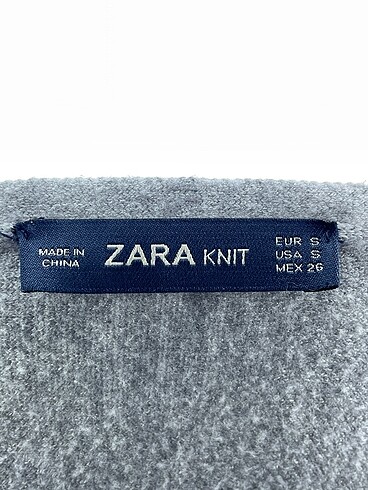 MADE IN
CHINA
ZARA KNIT
EUR S
USA S
MEX 26